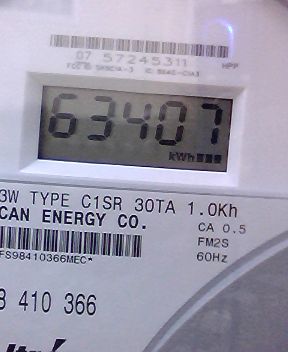 07 57245311
HPP
63407
kWh
3W TYPE C1SR 30TA 1.0Kh
CAN ENERGY CO.
CA 0.5
FM2S
60Hz
FS98410366MEC*
410 366